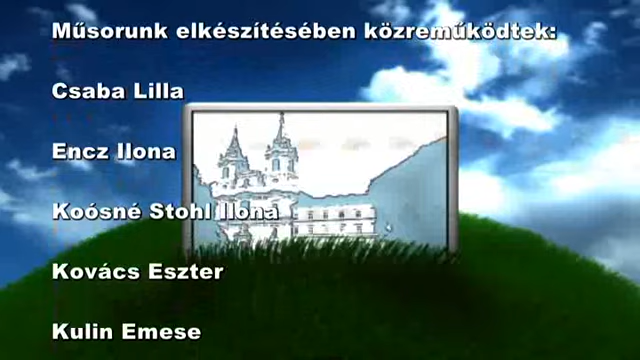 Műsorunk elkészítésében közreműködtek:
Csaba Lilla
Encz Ilona
Koósné Stohl Ilona
Kovács Eszter
Kulin Emese